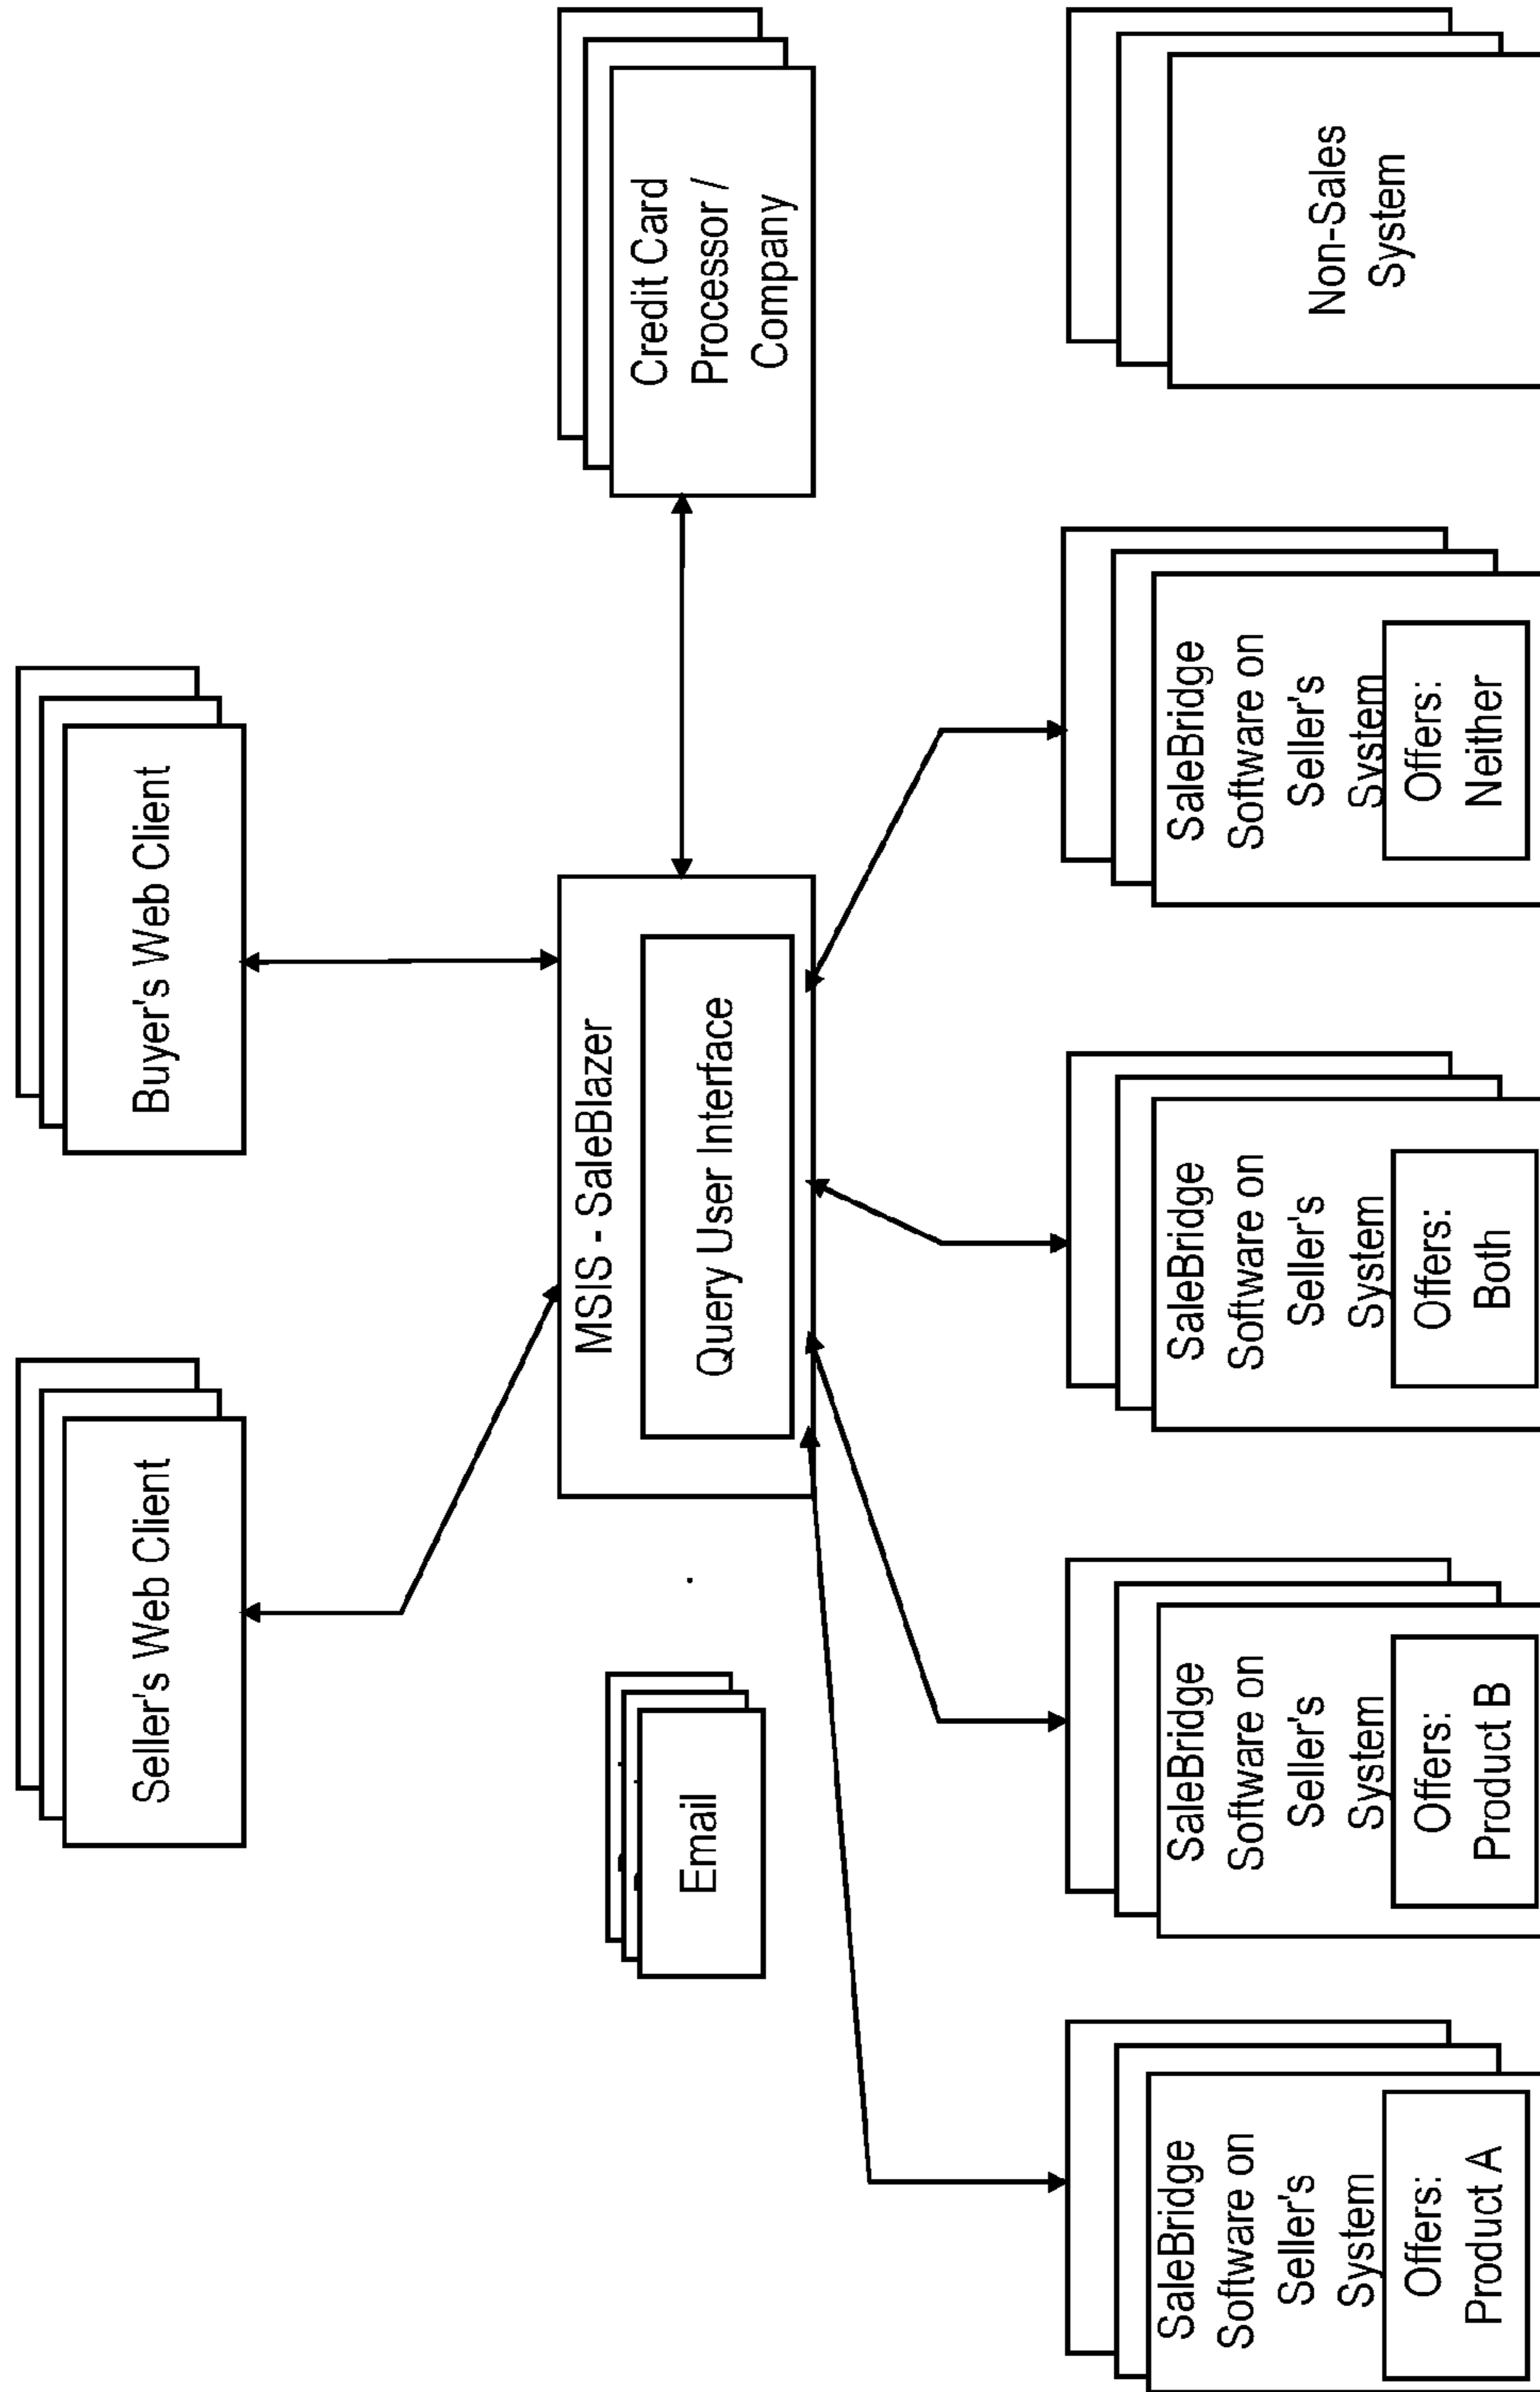 Seller's Web Client
Buyer's Web Client
Email
MSIS - SaleBlazer
Query User Interface
Credit Card
Processor /
Company
SaleBridge
Software on
Seller's
System
Offers:
Product A
SaleBridge
Software on
Seller's
System
Offers:
Product B
SaleBridge
Software on
Seller's
System
Offers:
Both
SaleBridge
Software on
Seller's
System
Offers:
Neither
Non-Sales
System